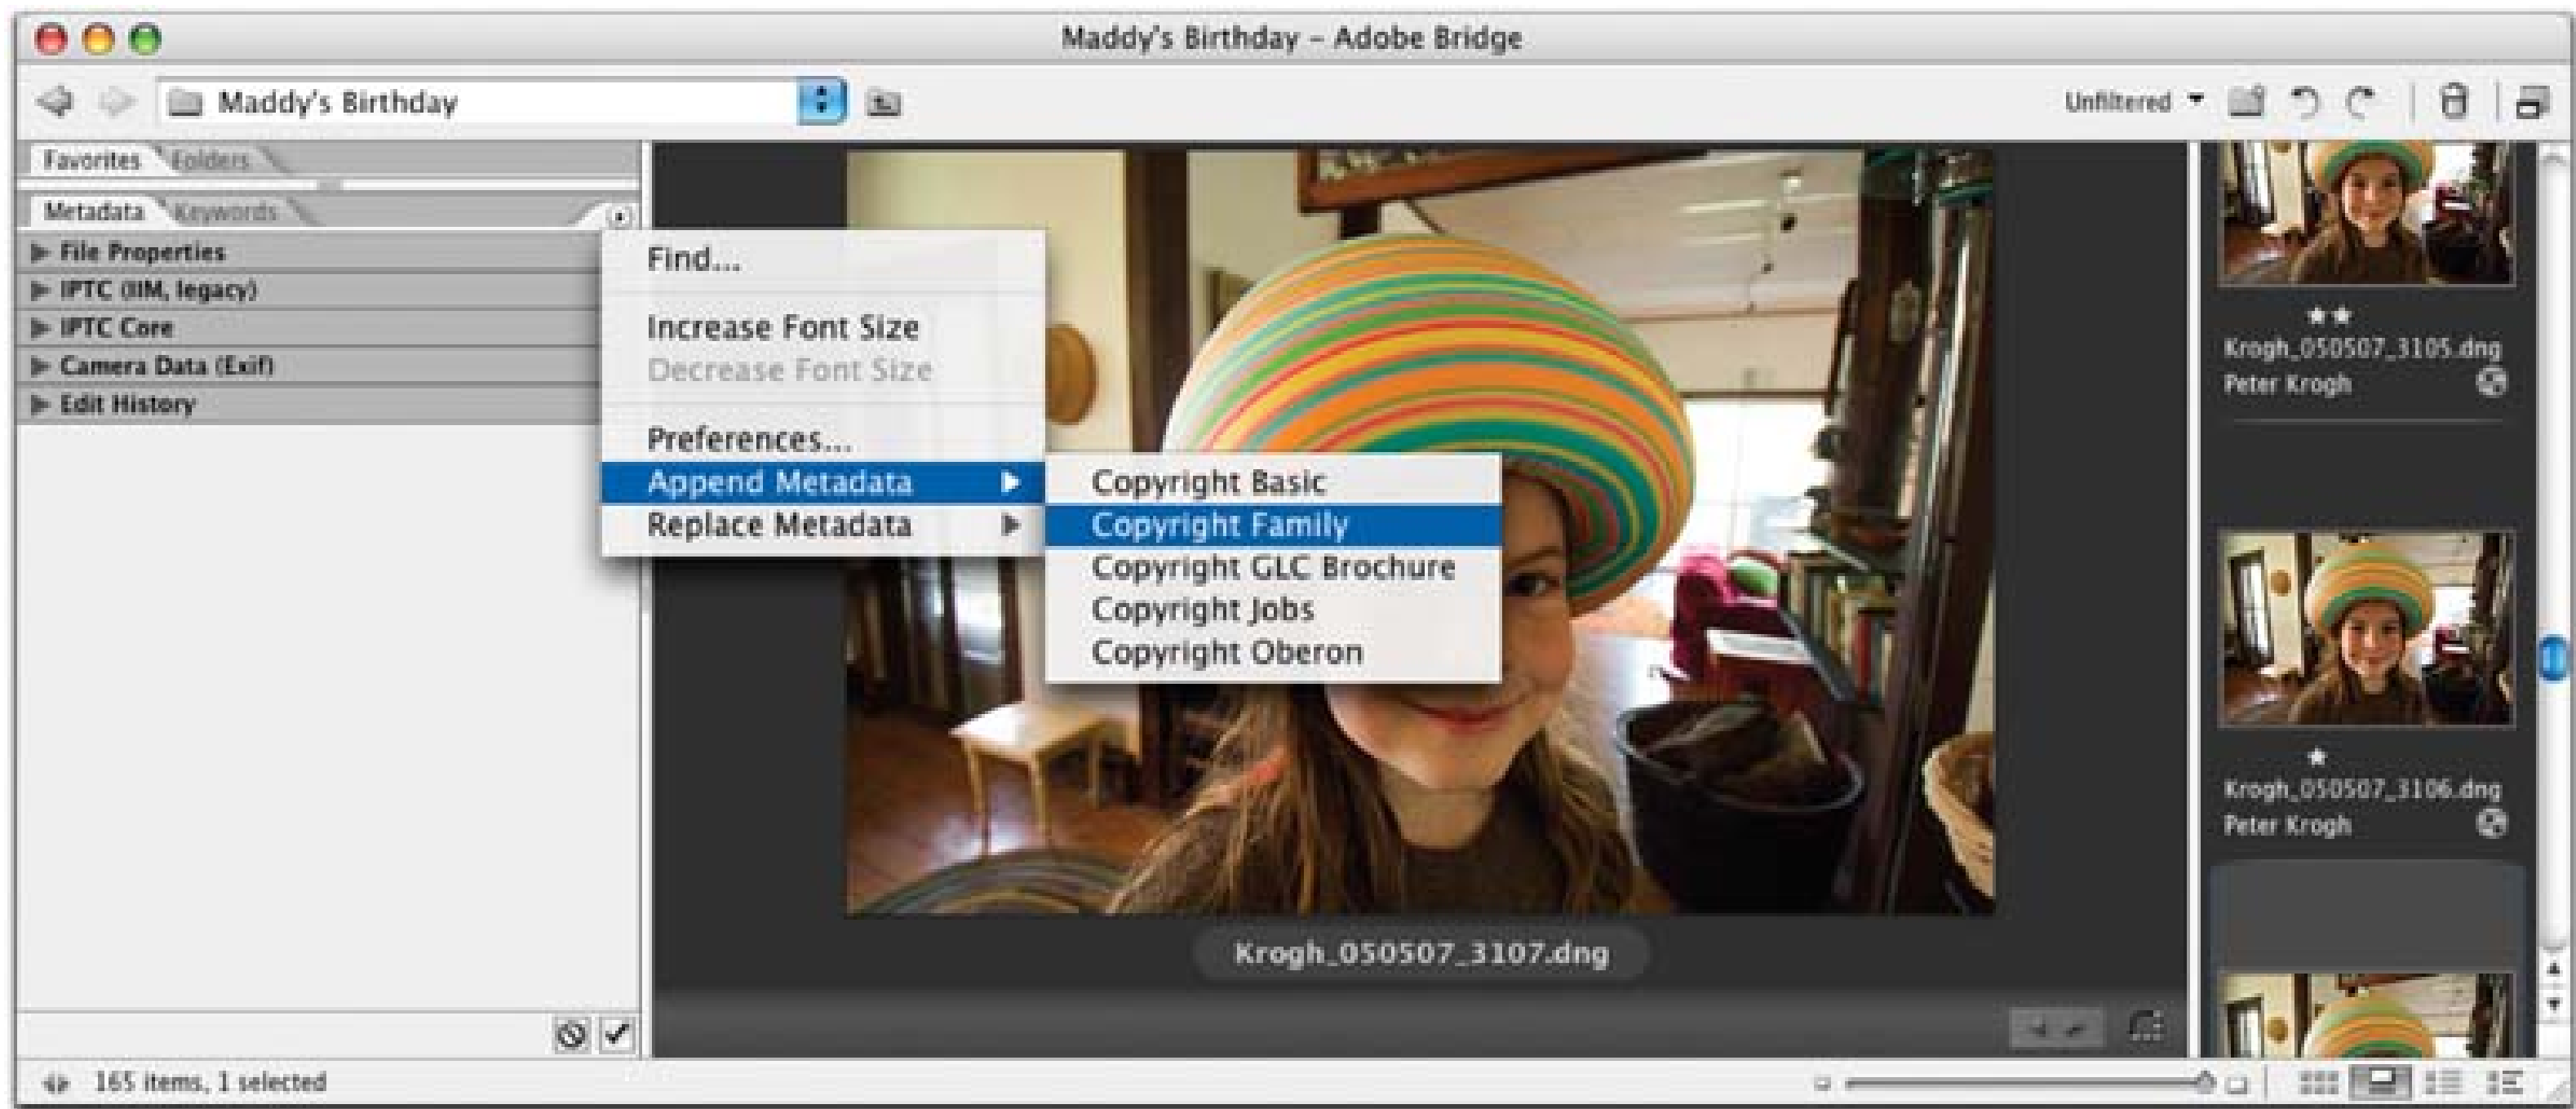 Maddy's Birthday – Adobe Bridge
Maddy's Birthday
Unfiltered
Favorites Folders
Metadata Keywords
File Properties
IPTC (IIM, legacy)
IPTC Core
Camera Data (Exif)
Edit History
Find...
Increase Font Size
Decrease Font Size
Preferences...
Append Metadata
Replace Metadata
Copyright Basic
Copyright Family
Copyright GLC Brochure
Copyright Jobs
Copyright Oberon
Krogh_050507_3107.dng
Krogh_050507_3105.dng
Peter Krogh
Krogh_050507_3106.dng
Peter Krogh
165 items, 1 selected